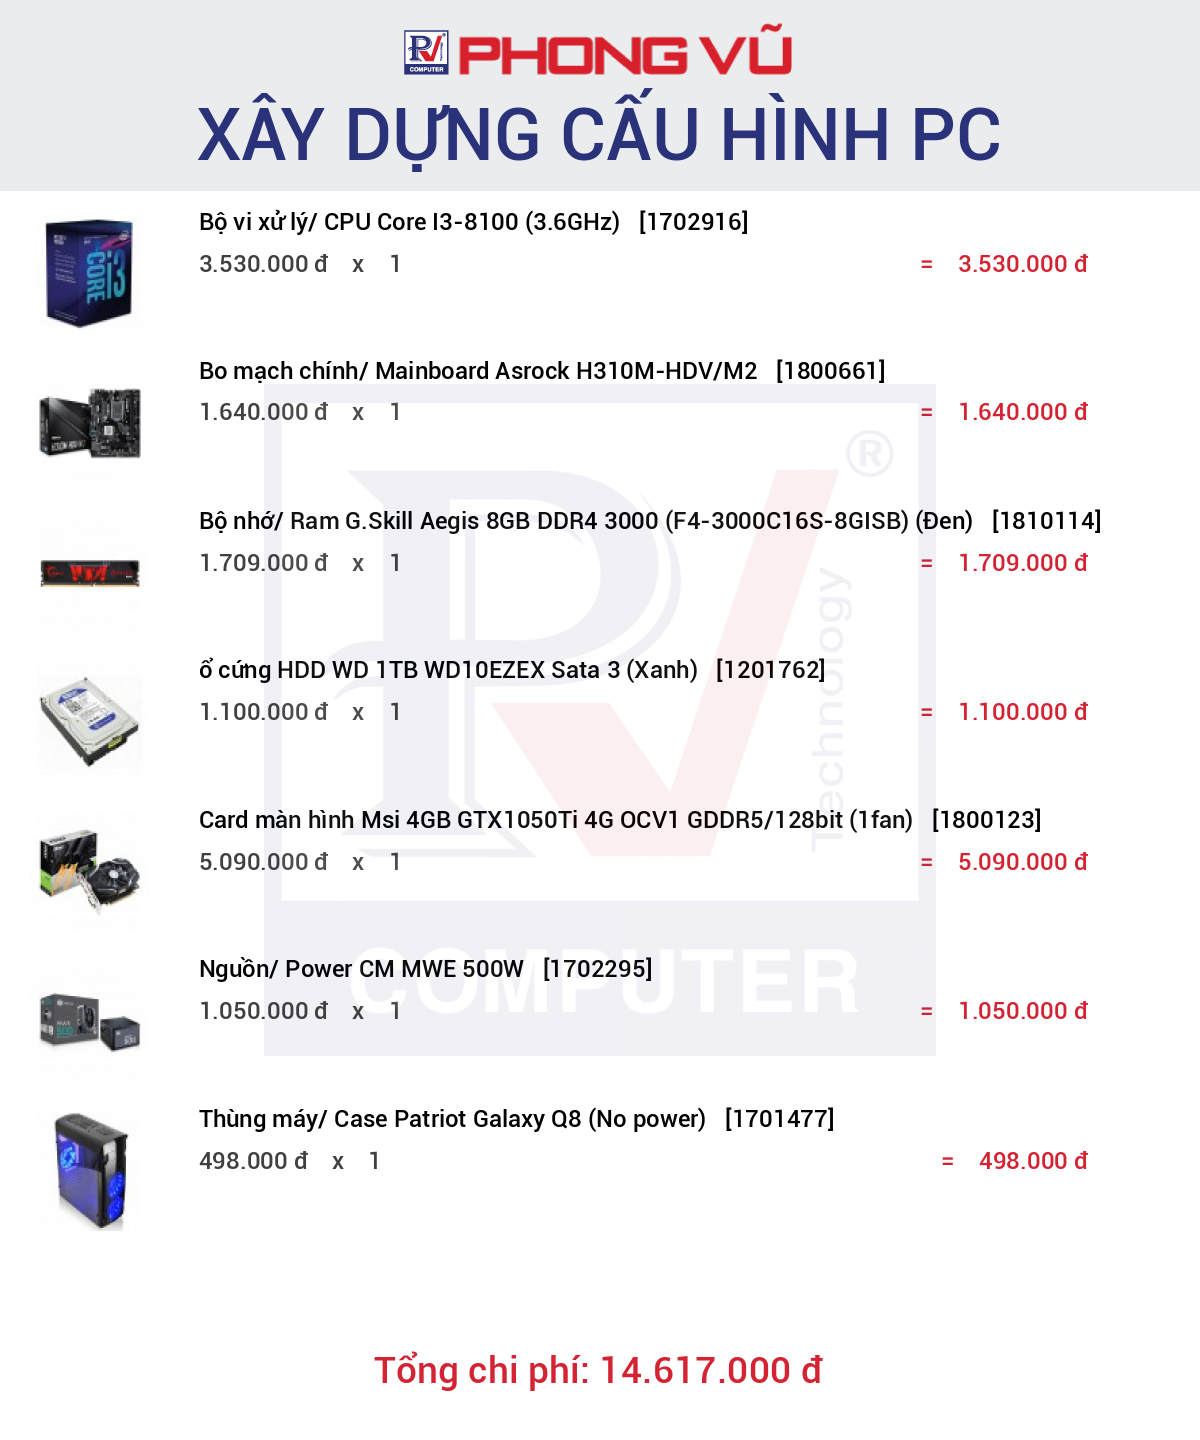 PV COMPUTER PHONG VŨ
XÂY DỰNG CẤU HÌNH PC
Bộ vi xử lý/ CPU Core I3-8100 (3.6GHz) [1702916]
3.530.000 đ x 1 = 3.530.000 đ
Bo mạch chính/ Mainboard Asrock H310M-HDV/M2 [1800661]
1.640.000 đ x 1 = 1.640.000 đ
Bộ nhớ/ Ram G.Skill Aegis 8GB DDR4 3000 (F4-3000C16S-8GISB) (Đen) [1810114]
1.709.000 đ x 1 = 1.709.000 đ
ổ cứng HDD WD 1TB WD10EZEX Sata 3 (Xanh) [1201762]
1.100.000 đ x 1 = 1.100.000 đ
Card màn hình Msi 4GB GTX1050Ti 4G OCV1 GDDR5/128bit (1fan) [1800123]
5.090.000 đ x 1 = 5.090.000 đ
Nguồn/ Power CM MWE 500W [1702295]
1.050.000 đ x 1 = 1.050.000 đ
Thùng máy/ Case Patriot Galaxy Q8 (No power) [1701477]
498.000 đ x 1 = 498.000 đ
Tổng chi phí: 14.617.000 đ
CORE i3
PV ®
Technology
COMPUTER